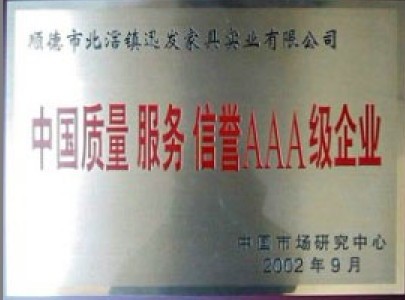 顺德市北滘镇迅发家具实业有限公司
中国质量 服务 信誉AAA级企业
中国市场研究中心
2002年9月